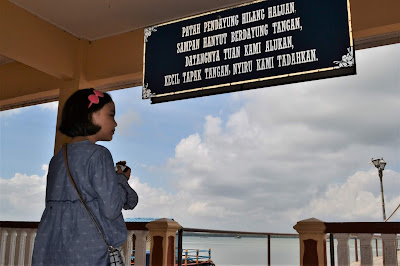 PATAH PENDAYUNG HILANG HALUAN.
SAMPAN HANYUT BERDAYUNG TANGAN,
DATANGNYA TUAN KAMI ALUKAN,
KECIL TAPAK TANGAN, NYIRU KAMI TADAHKAN.